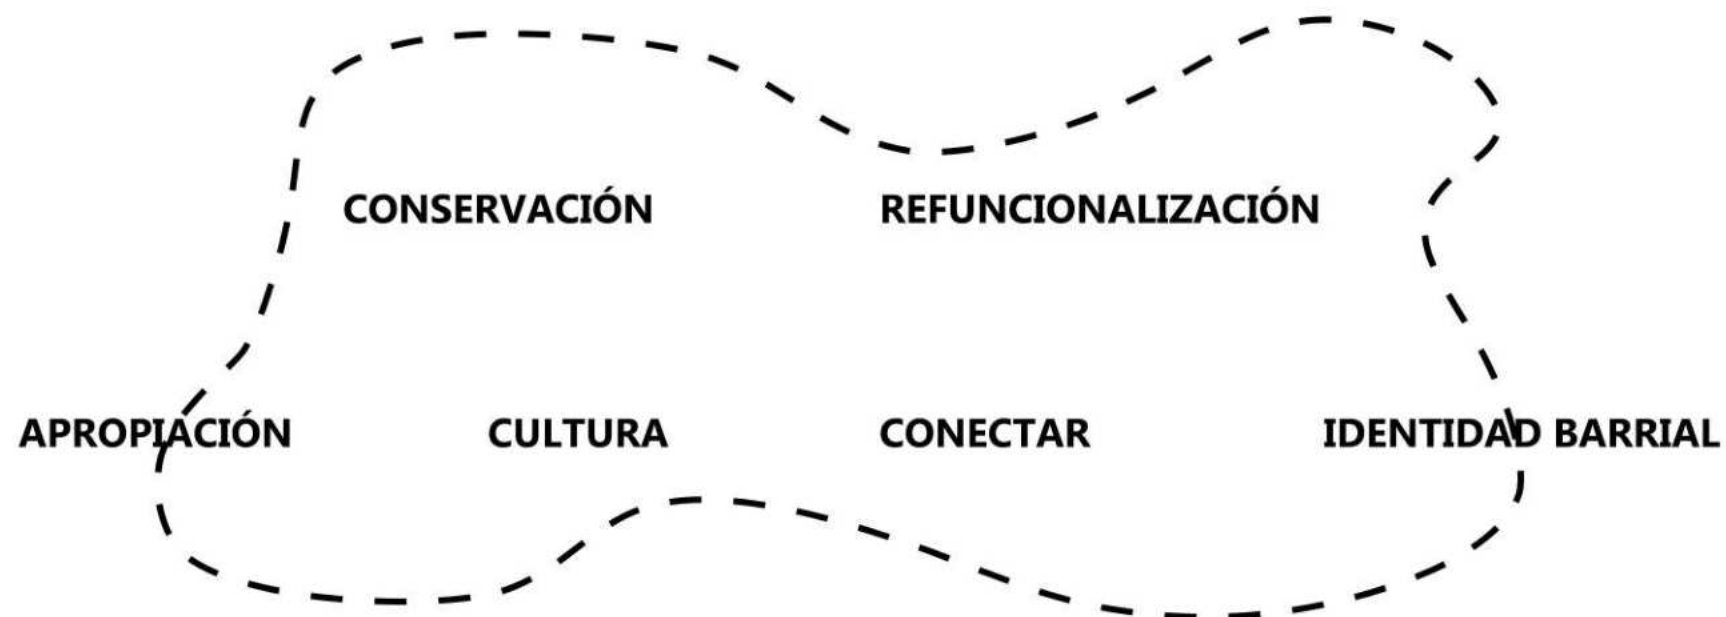 CONSERVACIÓN REFUNCIONALIZACIÓN
APROPIACIÓN CULTURA CONECTAR IDENTIDAD BARRIAL